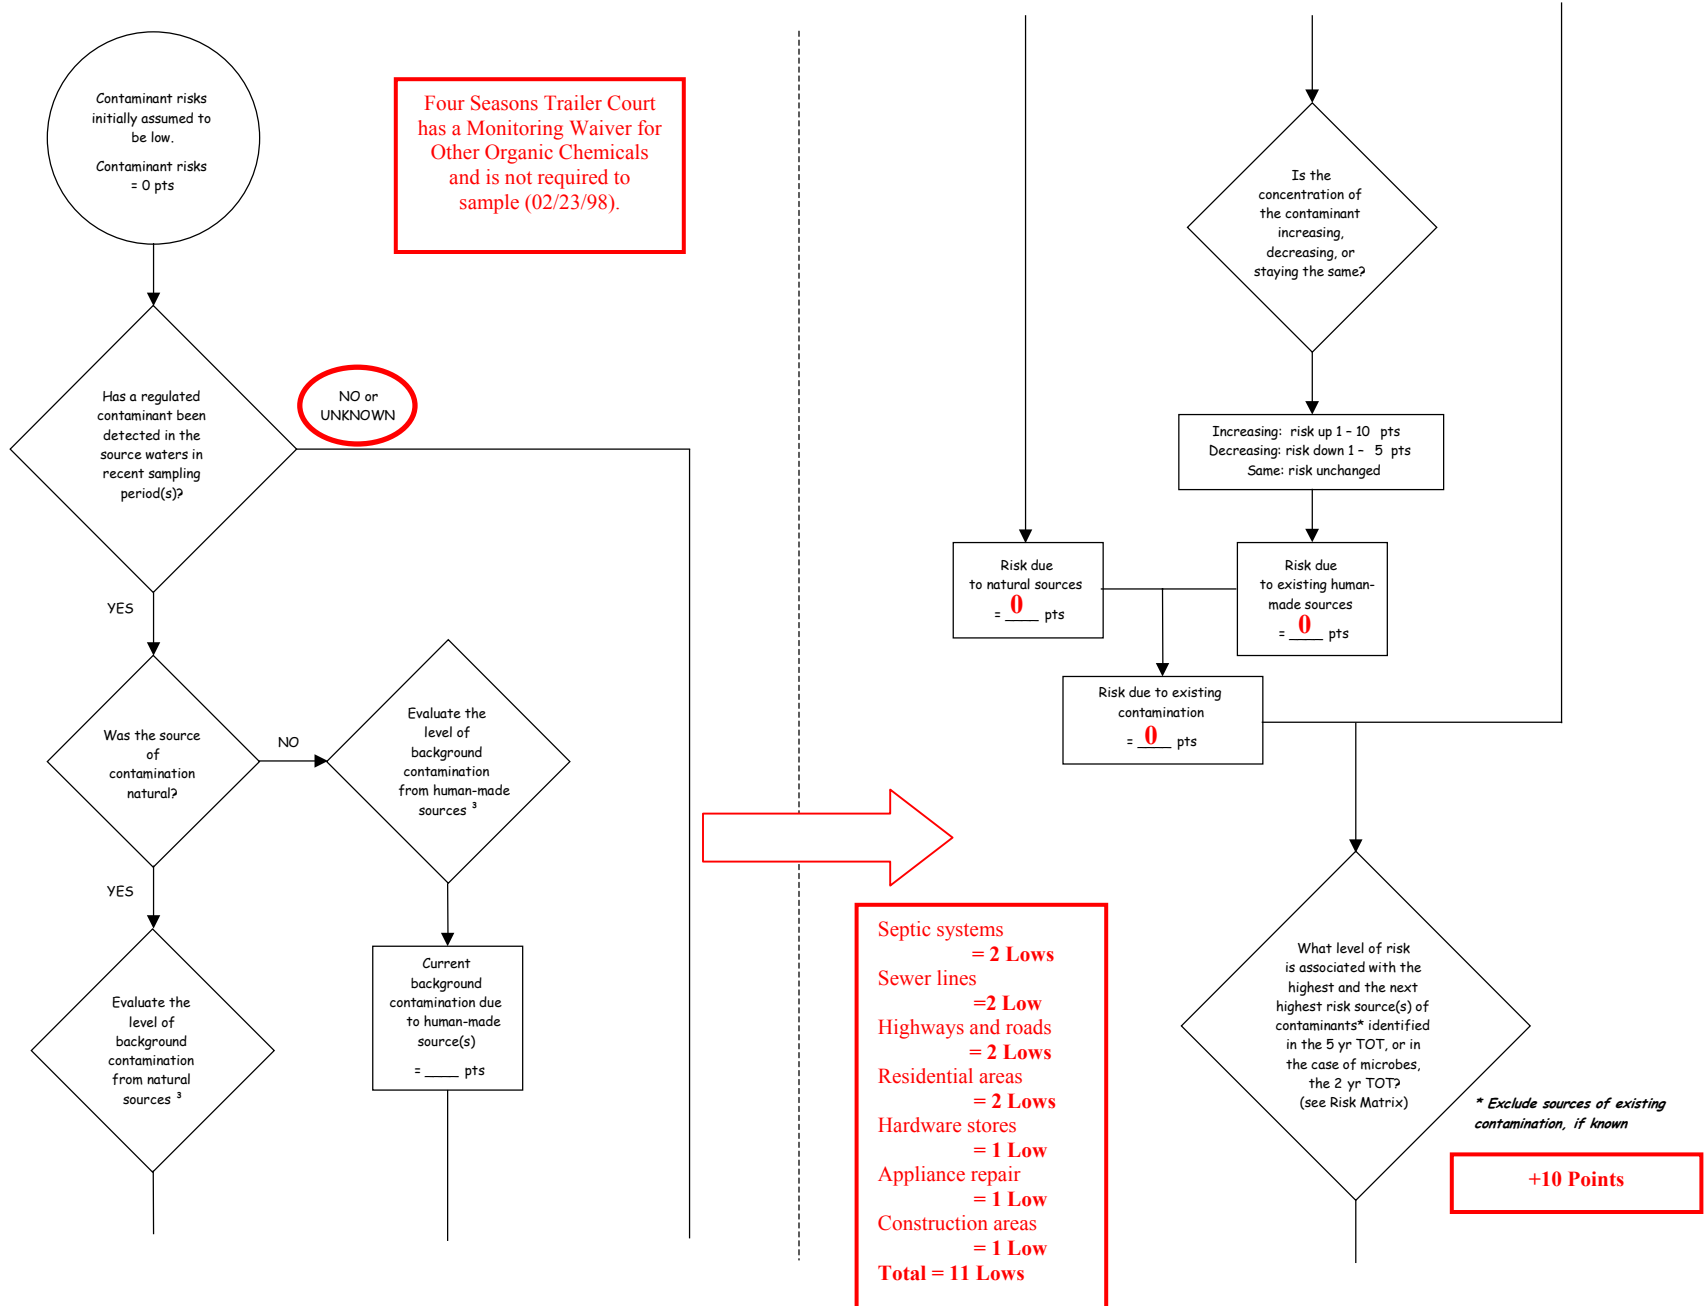 Contaminant risks
initially assumed to
be low.
Contaminant risks
= 0 pts
Four Seasons Trailer Court
has a Monitoring Waiver for
Other Organic Chemicals
and is not required to
sample (02/23/98).
Has a regulated
contaminant been
detected in the
source waters in
recent sampling
period(s)?
NO or
UNKNOWN
YES
Was the source
of
contamination
natural?
NO
Evaluate the
level of
background
contamination
from human-made
sources ³
YES
Evaluate the
level of
background
contamination
from natural
sources ³
Current
background
contamination due
to human-made
source(s)
= ____ pts
Is the
concentration of
the contaminant
increasing,
decreasing, or
staying the same?
Increasing: risk up 1 – 10 pts
Decreasing: risk down 1 – 5 pts
Same: risk unchanged
Risk due
to natural sources
= 0 pts
Risk due
to existing human-
made sources
= 0 pts
Risk due to existing
contamination
= 0 pts
Septic systems
= 2 Lows
Sewer lines
=2 Low
Highways and roads
= 2 Lows
Residential areas
= 2 Lows
Hardware stores
= 1 Low
Appliance repair
= 1 Low
Construction areas
= 1 Low
Total = 11 Lows
What level of risk
is associated with the
highest and the next
highest risk source(s) of
contaminants* identified
in the 5 yr TOT, or in
the case of microbes,
the 2 yr TOT?
(see Risk Matrix)
* Exclude sources of existing
contamination, if known
+10 Points